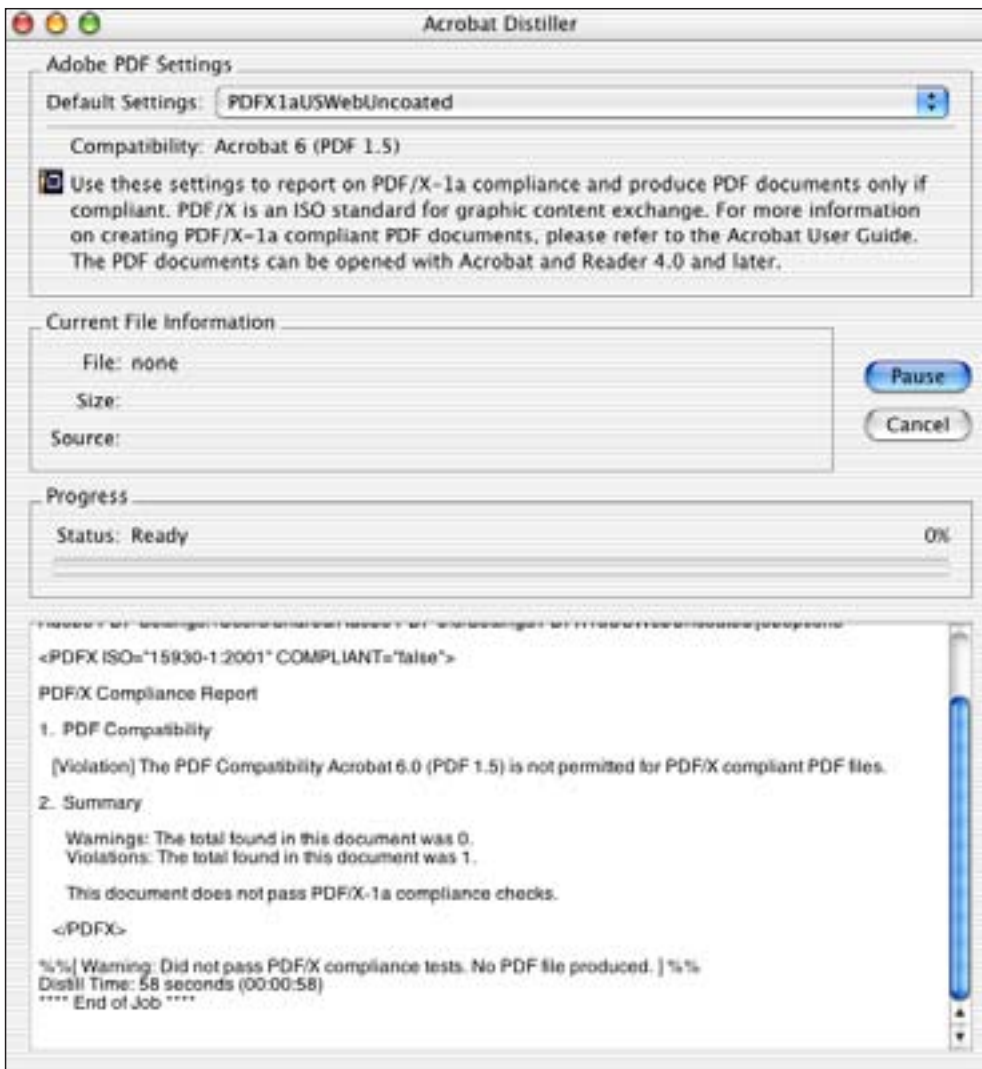 Acrobat Distiller
Adobe PDF Settings
Default Settings: PDFX1aUSWebUncoated
Compatibility: Acrobat 6 (PDF 1.5)
Use these settings to report on PDF/X-1a compliance and produce PDF documents only if
compliant. PDF/X is an ISO standard for graphic content exchange. For more information
on creating PDF/X-1a compliant PDF documents, please refer to the Acrobat User Guide.
The PDF documents can be opened with Acrobat and Reader 4.0 and later.
Current File Information
File: none
Size:
Source:
Pause
Cancel
Progress
Status: Ready 0%
<PDFX ISO="15930-1:2001" COMPLIANT="false">
PDF/X Compliance Report
1. PDF Compatibility
[Violation] The PDF Compatibility Acrobat 6.0 (PDF 1.5) is not permitted for PDF/X compliant PDF files.
2. Summary
Warnings: The total found in this document was 0.
Violations: The total found in this document was 1.
This document does not pass PDF/X-1a compliance checks.
</PDFX>
%%[ Warning: Did not pass PDF/X compliance tests. No PDF file produced. ] %%
Distill Time: 58 seconds (00:00:58)
**** End of Job ****